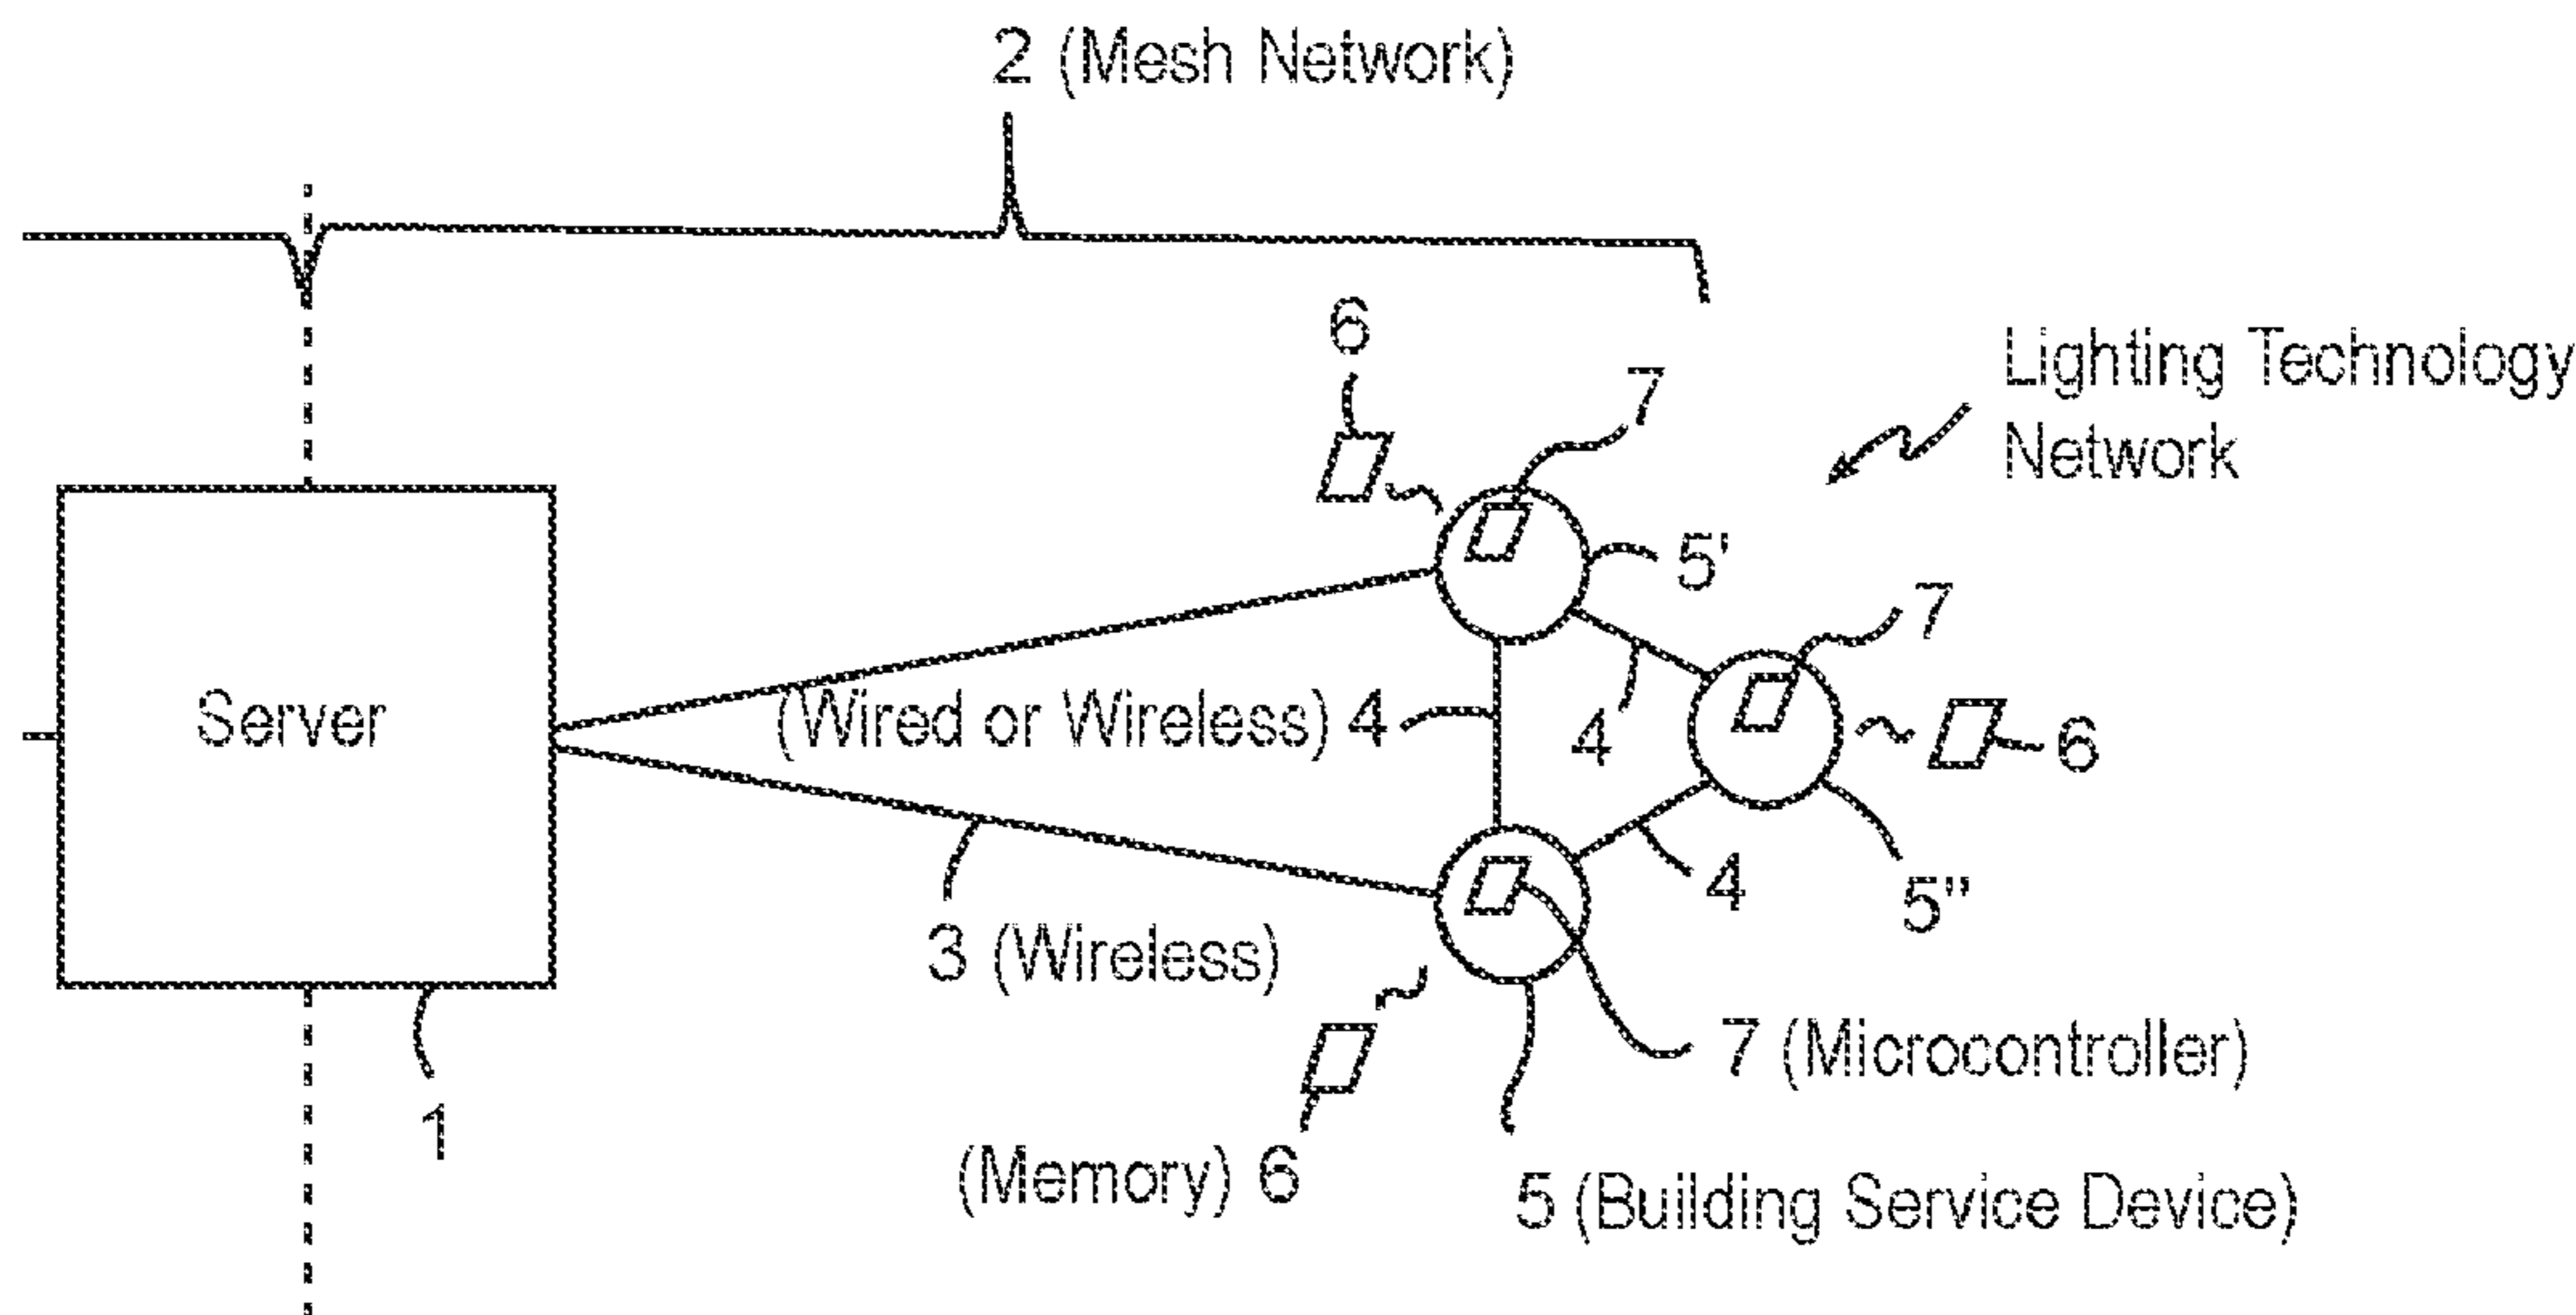 2 (Mesh Network)
6
7
Lighting Technology
Network
5'
7
Server
(Wired or Wireless) 4
4
6
4
5"
3 (Wireless)
7 (Microcontroller)
1
(Memory) 6
5 (Building Service Device)